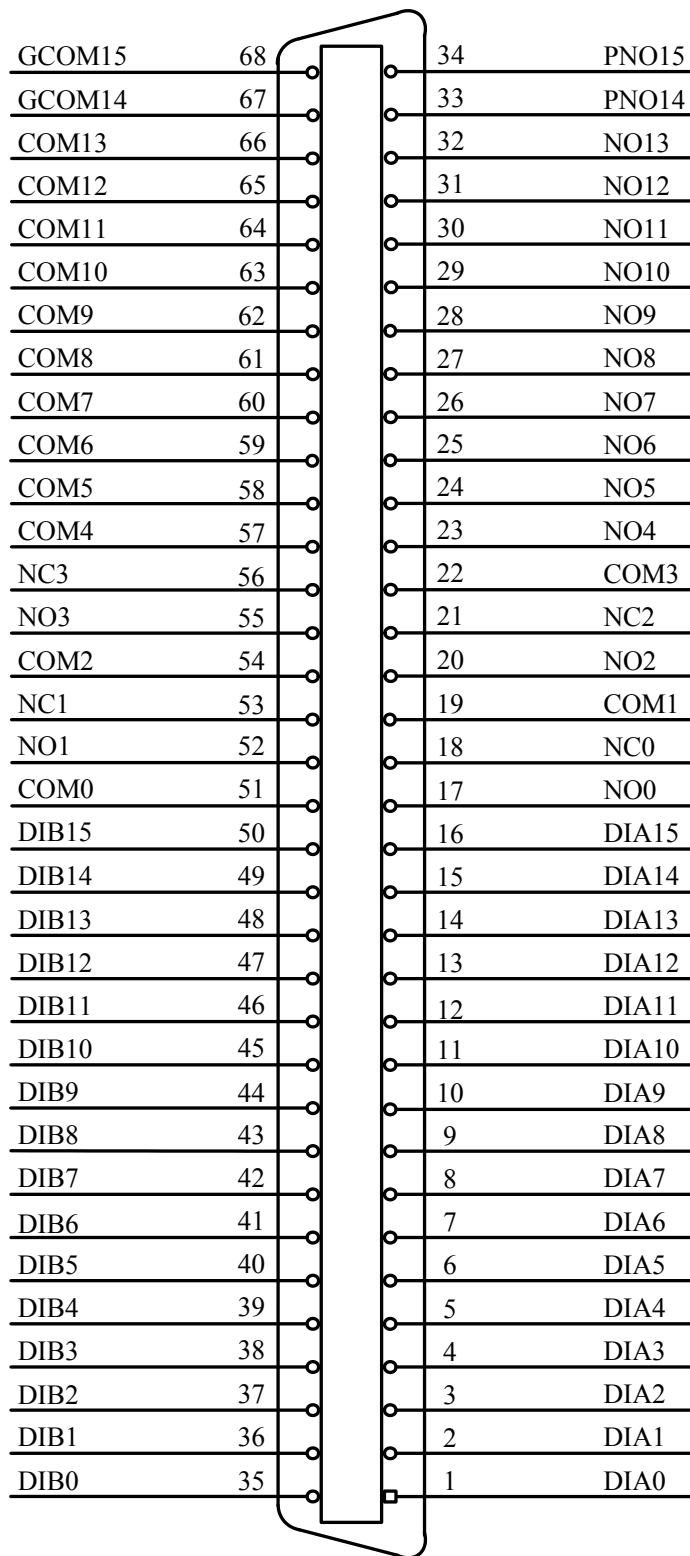 GCOM15 68 34 PNO15
GCOM14 67 33 PNO14
COM13 66 32 NO13
COM12 65 31 NO12
COM11 64 30 NO11
COM10 63 29 NO10
COM9 62 28 NO9
COM8 61 27 NO8
COM7 60 26 NO7
COM6 59 25 NO6
COM5 58 24 NO5
COM4 57 23 NO4
NC3 56 22 COM3
NO3 55 21 NC2
COM2 54 20 NO2
NC1 53 19 COM1
NO1 52 18 NC0
COM0 51 17 NO0
DIB15 50 16 DIA15
DIB14 49 15 DIA14
DIB13 48 14 DIA13
DIB12 47 13 DIA12
DIB11 46 12 DIA11
DIB10 45 11 DIA10
DIB9 44 10 DIA9
DIB8 43 9 DIA8
DIB7 42 8 DIA7
DIB6 41 7 DIA6
DIB5 40 6 DIA5
DIB4 39 5 DIA4
DIB3 38 4 DIA3
DIB2 37 3 DIA2
DIB1 36 2 DIA1
DIB0 35 1 DIA0